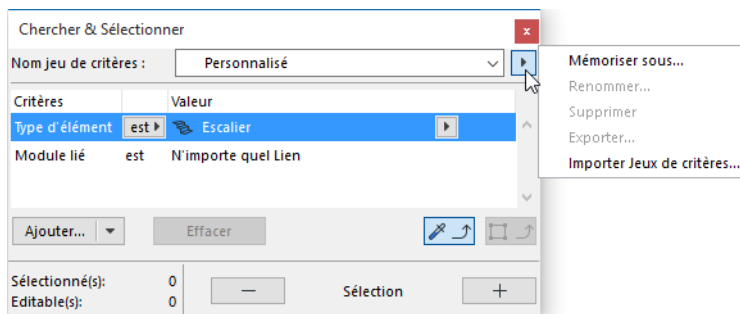 Chercher & Sélectionner
Nom jeu de critères : Personnalisé
Mémoriser sous...
Renommer...
Supprimer
Exporter...
Importer Jeux de critères...
Critères Valeur
Type d'élément est Escalier
Module lié est N'importe quel Lien
Ajouter... Effacer
Sélectionné(s): 0
Editable(s): 0
Sélection